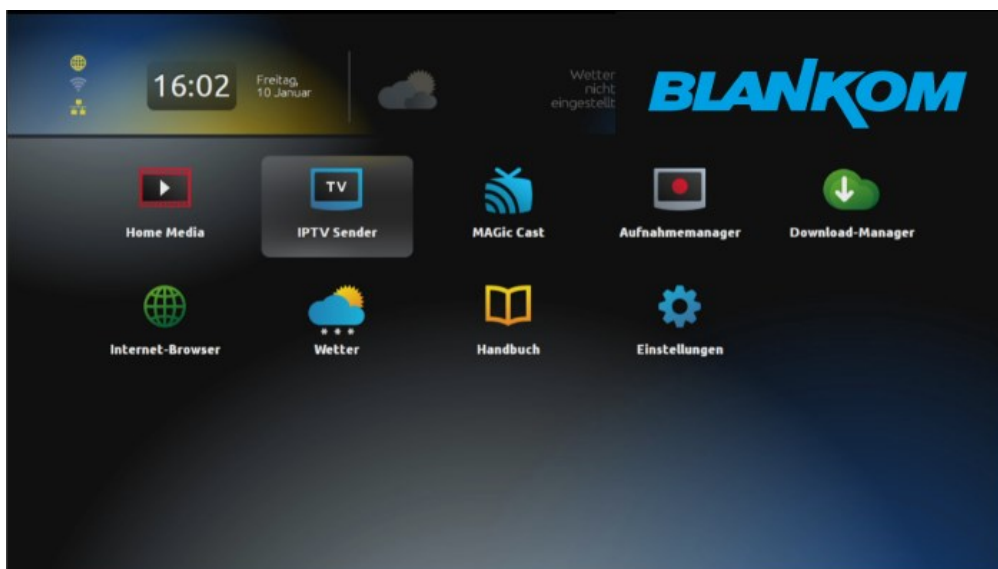 16:02
Freitag,
10 Januar
Wetter
nicht
eingestellt
BLANKOM
Home Media
TV
IPTV Sender
MAGic Cast
Aufnahmemanager
Download-Manager
Internet-Browser
Wetter
Handbuch
Einstellungen